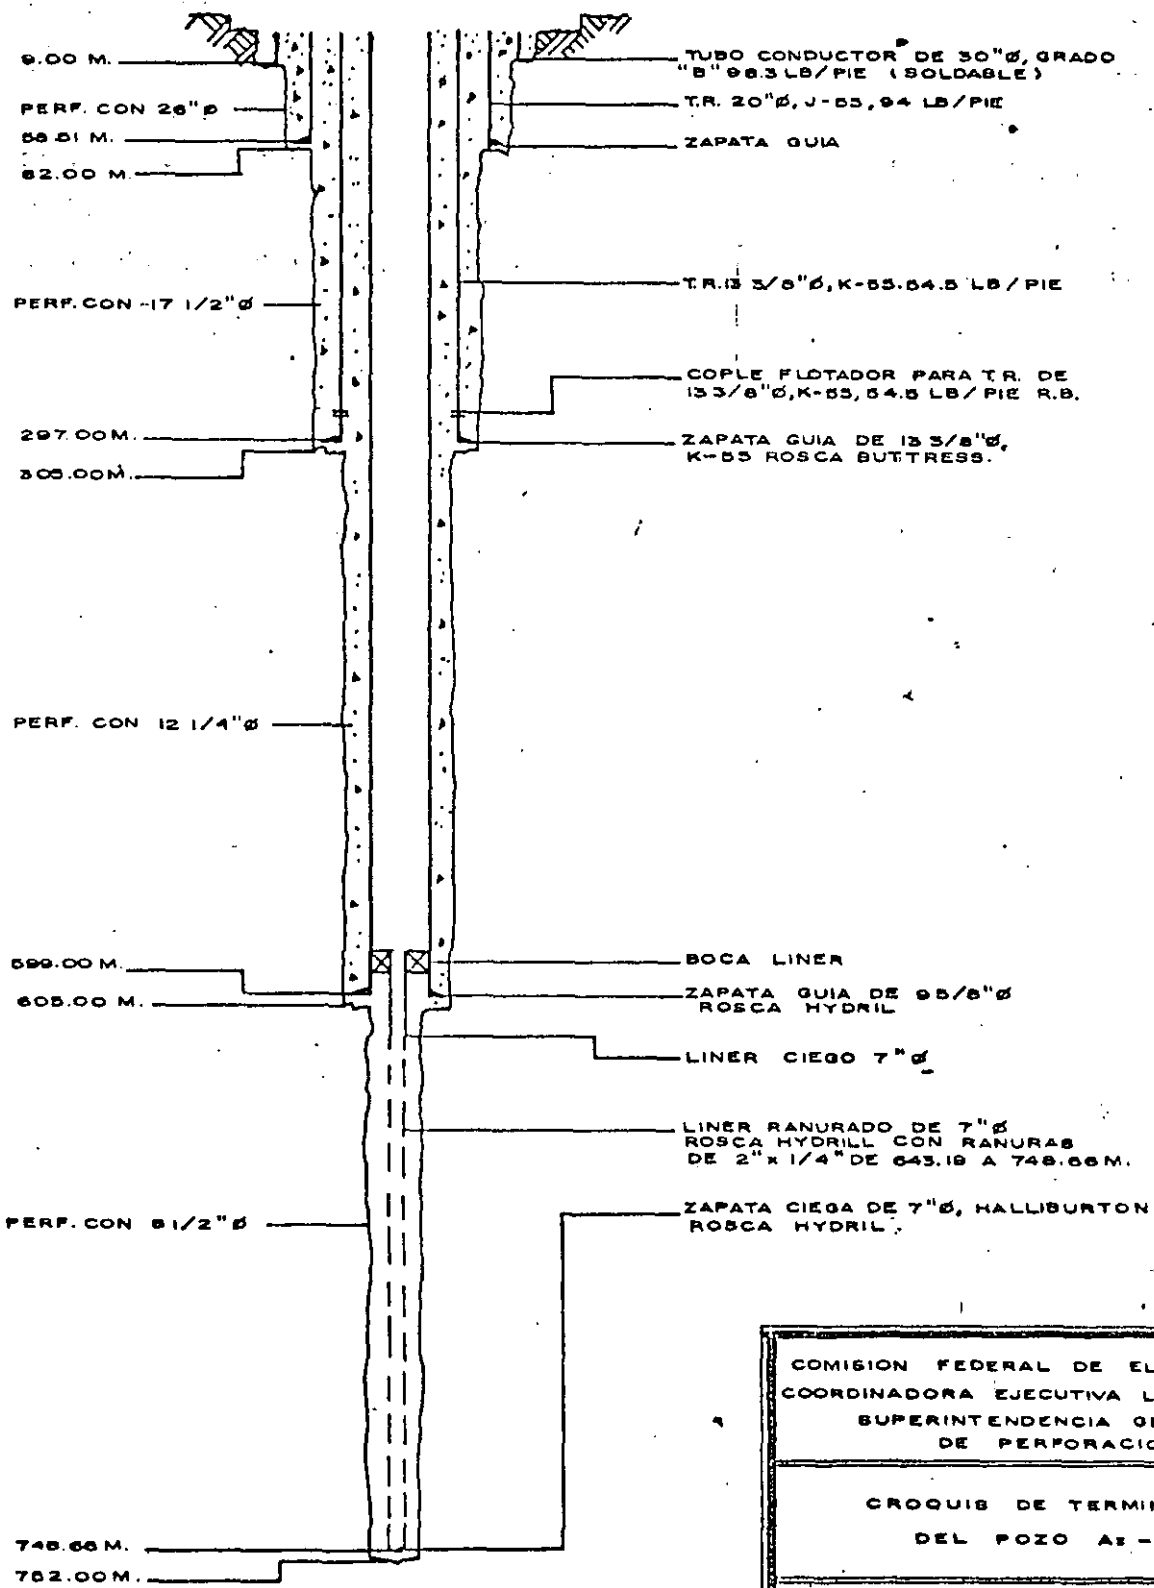 9.00 M.
PERF. CON 26"Ø
58.51 M.
62.00 M.
PERF. CON 17 1/2"Ø
297.00 M.
305.00 M.
PERF. CON 12 1/4"Ø
599.00 M.
605.00 M.
PERF. CON 8 1/2"Ø
748.66 M.
752.00 M.
TUBO CONDUCTOR DE 30"Ø, GRADO
"B" 98.3 LB/PIE (SOLDABLE)
T.R. 20"Ø, J-55, 94 LB/PIE
ZAPATA GUIA
T.R. 13 3/8"Ø, K-55. 54.5 LB/PIE
COPLE FLOTADOR PARA T.R. DE
13 3/8"Ø, K-55, 54.5 LB/PIE R.B.
ZAPATA GUIA DE 13 3/8"Ø,
K-55 ROSCA BUTTRESS.
BOCA LINER
ZAPATA GUIA DE 9 5/8"Ø
ROSCA HYDRIL
LINER CIEGO 7"Ø
LINER RANURADO DE 7"Ø
ROSCA HYDRILL CON RANURAS
DE 2" x 1/4" DE 643.19 A 748.66 M.
ZAPATA CIEGA DE 7"Ø, HALLIBURTON
ROSCA HYDRIL.
COMISION FEDERAL DE EL
COORDINADORA EJECUTIVA L
SUPERINTENDENCIA GE
DE PERFORACIO
CROQUIS DE TERMIN
DEL POZO Az -